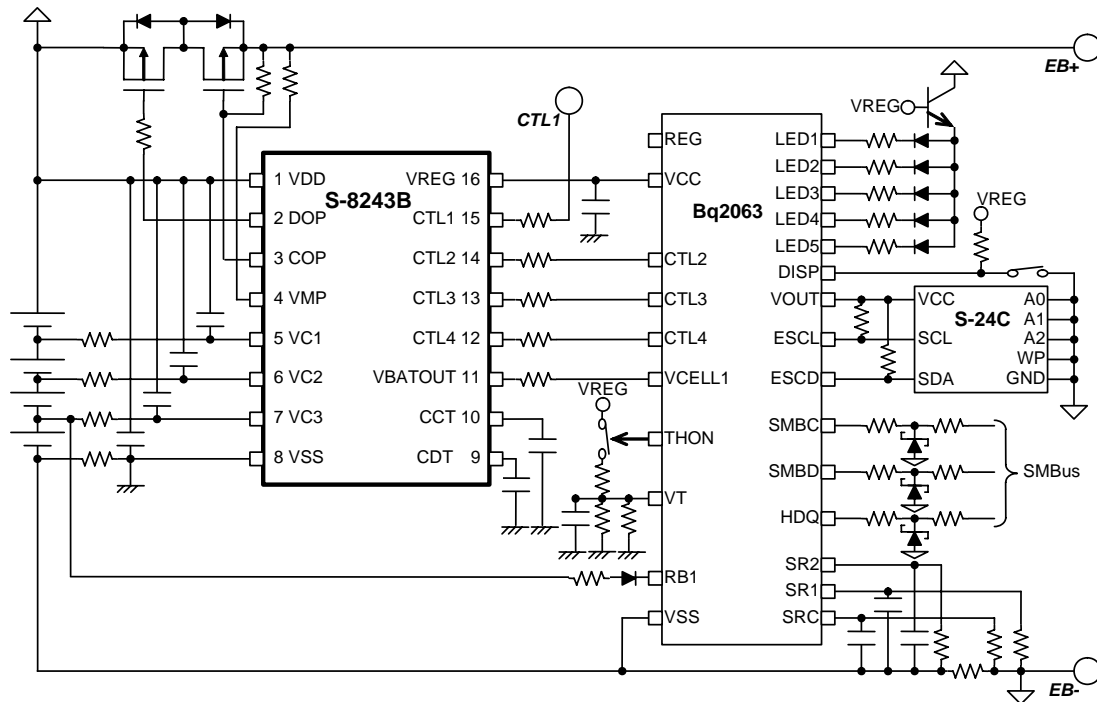 EB+
CTL1
VREG
S-8243B
1 VDD
2 DOP
3 COP
4 VMP
5 VC1
6 VC2
7 VC3
8 VSS
VREG 16
CTL1 15
CTL2 14
CTL3 13
CTL4 12
VBATOUT 11
CCT 10
CDT 9
VREG
Bq2063
REG
VCC
CTL2
CTL3
CTL4
VCELL1
THON
VT
RB1
VSS
LED1
LED2
LED3
LED4
LED5
DISP
VOUT
ESCL
ESCD
SMBC
SMBD
HDQ
SR2
SR1
SRC
VREG
S-24C
VCC
SCL
SDA
A0
A1
A2
WP
GND
SMBus
EB-